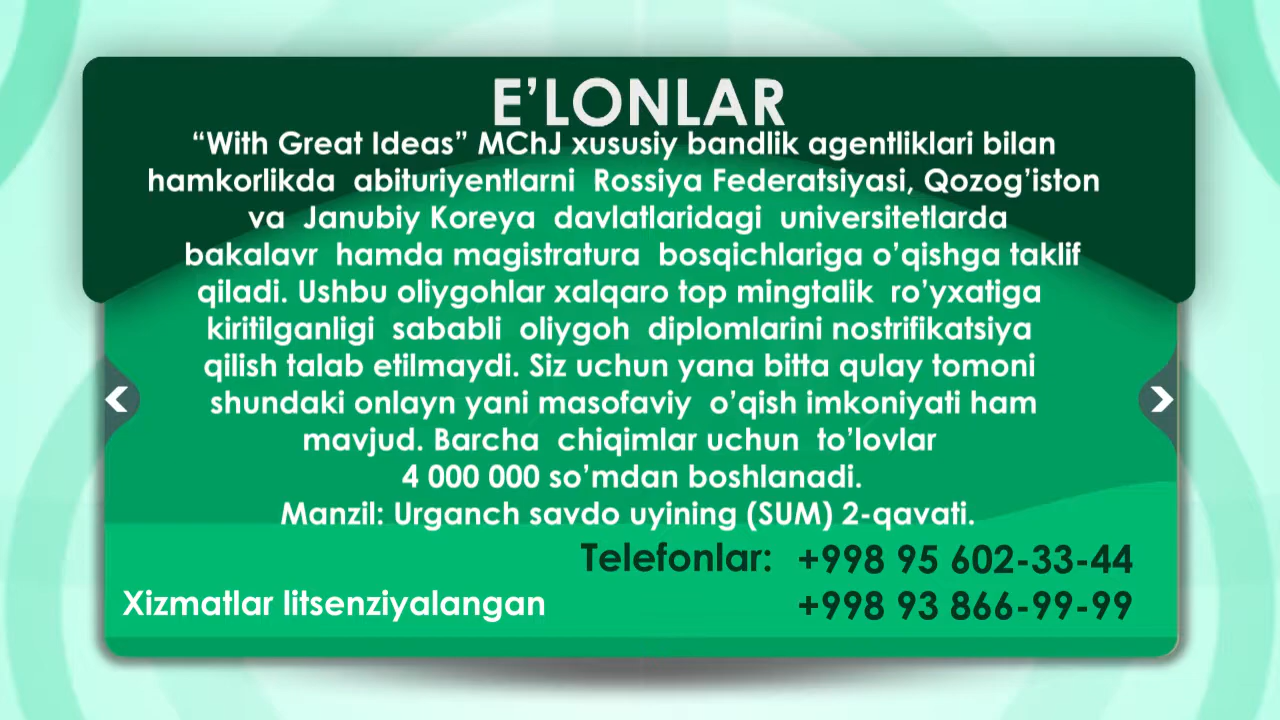 E’LONLAR
“With Great Ideas” MChJ xususiy bandlik agentliklari bilan
hamkorlikda abituriyentlarni Rossiya Federatsiyasi, Qozog’iston
va Janubiy Koreya davlatlaridagi universitetlarda
bakalavr hamda magistratura bosqichlariga o’qishga taklif
qiladi. Ushbu oliygohlar xalqaro top mingtalik ro’yxatiga
kiritilganligi sababli oliygoh diplomlarini nostrifikatsiya
qilish talab etilmaydi. Siz uchun yana bitta qulay tomoni
shundaki onlayn yani masofaviy o’qish imkoniyati ham
mavjud. Barcha chiqimlar uchun to’lovlar
4 000 000 so’mdan boshlanadi.
Manzil: Urganch savdo uyining (SUM) 2-qavati.
Telefonlar: +998 95 602-33-44
Xizmatlar litsenziyalangan +998 93 866-99-99